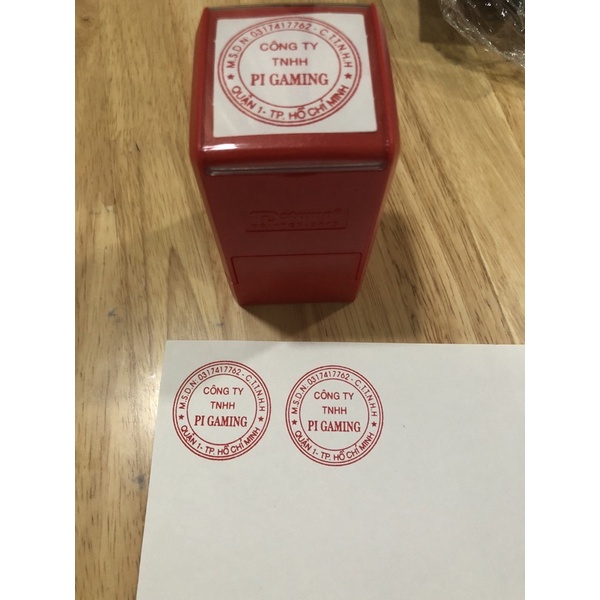 M.S.D.N: 0317417762 - C.T.T.N.H.H
CÔNG TY
TNHH
PI GAMING
★ QUẬN 1 - TP. HỒ CHÍ MINH ★
M.S.D.N: 0317417762 - C.T.T.N.H.H
CÔNG TY
TNHH
PI GAMING
★ QUẬN 1 - TP. HỒ CHÍ MINH ★
M.S.D.N: 0317417762 - C.T.T.N.H.H
CÔNG TY
TNHH
PI GAMING
★ QUẬN 1 - TP. HỒ CHÍ MINH ★